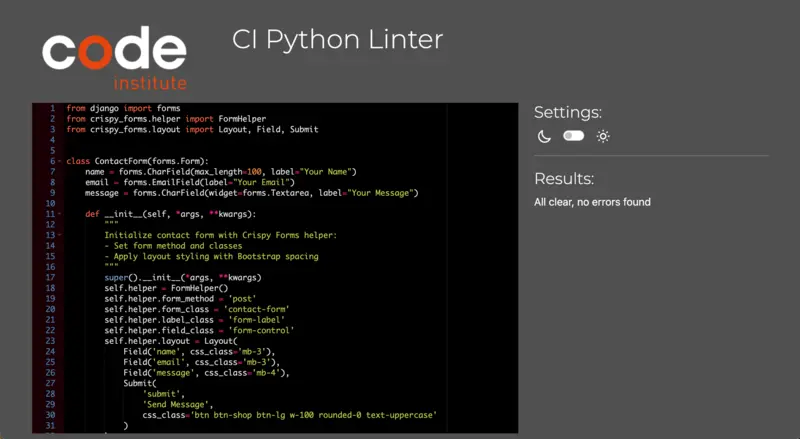 code
institute
CI Python Linter
1 from django import forms
2 from crispy_forms.helper import FormHelper
3 from crispy_forms.layout import Layout, Field, Submit
4
5
6 class ContactForm(forms.Form):
7     name = forms.CharField(max_length=100, label="Your Name")
8     email = forms.EmailField(label="Your Email")
9     message = forms.CharField(widget=forms.Textarea, label="Your Message")
10
11     def __init__(self, *args, **kwargs):
12         """
13         Initialize contact form with Crispy Forms helper:
14         - Set form method and classes
15         - Apply layout styling with Bootstrap spacing
16         """
17         super().__init__(*args, **kwargs)
18         self.helper = FormHelper()
19         self.helper.form_method = 'post'
20         self.helper.form_class = 'contact-form'
21         self.helper.label_class = 'form-label'
22         self.helper.field_class = 'form-control'
23         self.helper.layout = Layout(
24             Field('name', css_class='mb-3'),
25             Field('email', css_class='mb-3'),
26             Field('message', css_class='mb-4'),
27             Submit(
28                 'submit',
29                 'Send Message',
30                 css_class='btn btn-shop btn-lg w-100 rounded-0 text-uppercase'
31             )
Settings:
Results:
All clear, no errors found